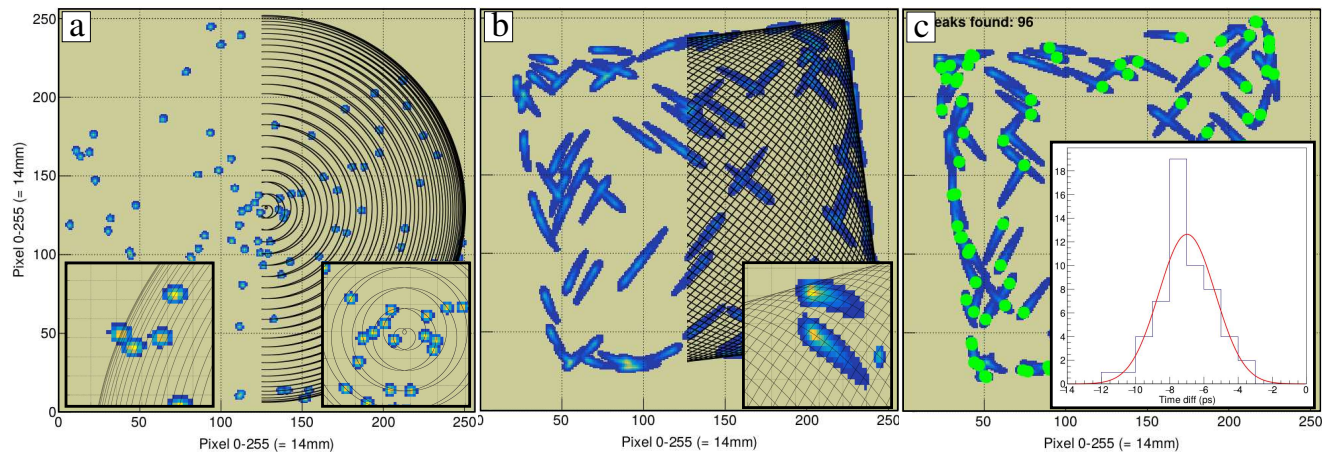 a
250
200
150
100
50
0
0 50 100 150 200 250
Pixel 0-255 (= 14mm)
Pixel 0-255 (= 14mm)
b
50 100 150 200 250
Pixel 0-255 (= 14mm)
c
eaks found: 96
50 100 150 200 250
Pixel 0-255 (= 14mm)
18
16
14
12
10
8
6
4
2
0
-14 -12 -10 -8 -6 -4 -2 0
Time diff (ps)